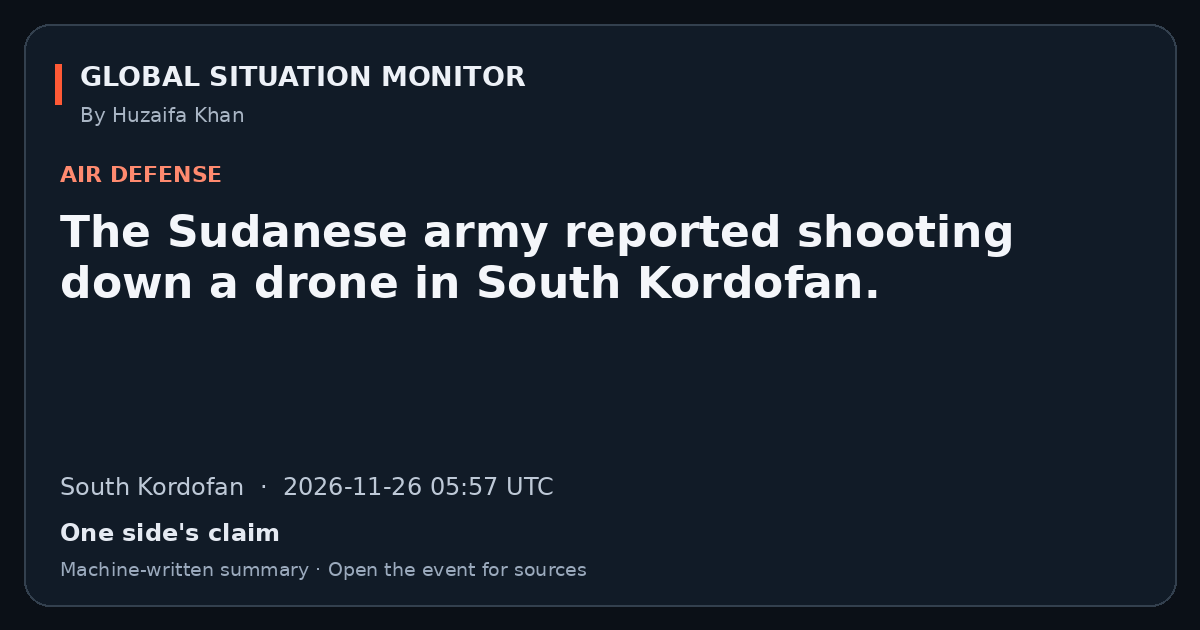 GLOBAL SITUATION MONITOR
By Huzaifa Khan
AIR DEFENSE
The Sudanese army reported shooting
down a drone in South Kordofan.
South Kordofan · 2026-11-26 05:57 UTC
One side's claim
Machine-written summary · Open the event for sources